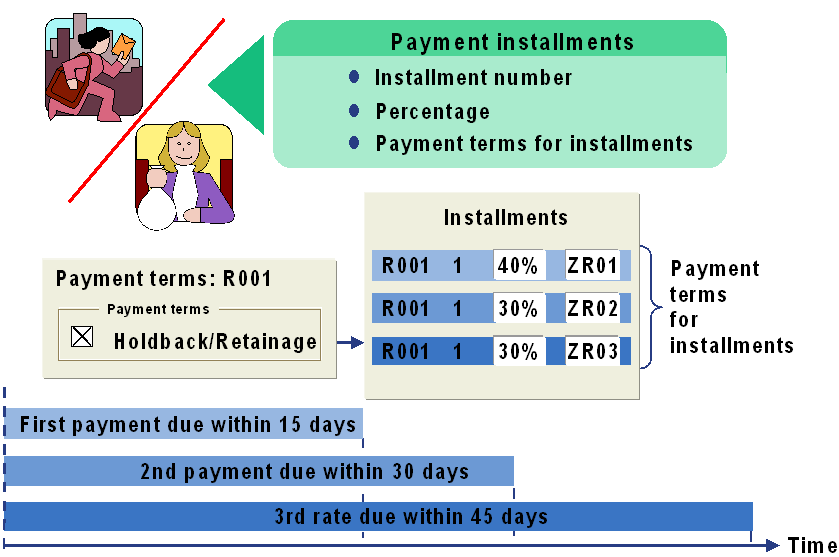 Payment installments
Installment number
Percentage
Payment terms for installments
Installments
R001 1 40% ZR01
R001 1 30% ZR02
R001 1 30% ZR03
Payment
terms
for
installments
Payment terms: R001
Payment terms
Holdback/Retainage
First payment due within 15 days
2nd payment due within 30 days
3rd rate due within 45 days
Time